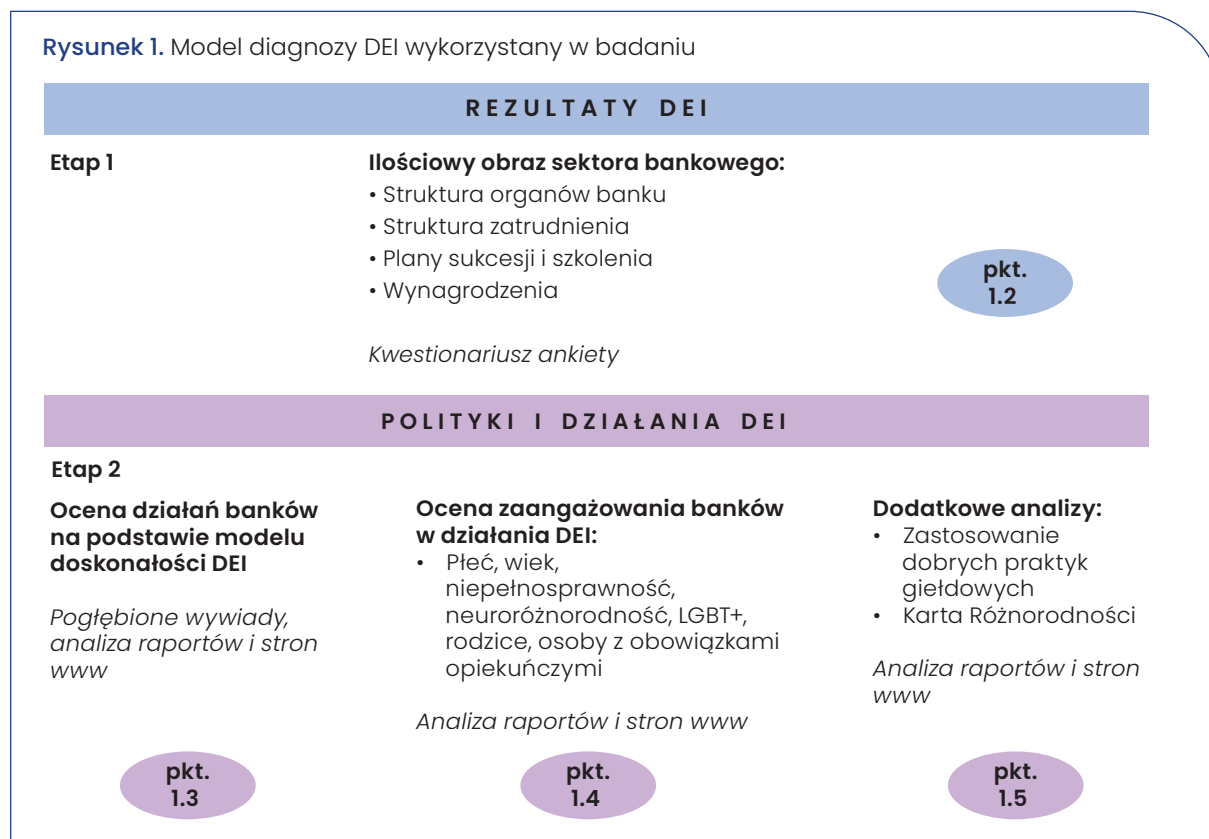 Rysunek 1. Model diagnozy DEI wykorzystany w badaniu
REZULTATY DEI
Etap 1
Ilościowy obraz sektora bankowego:
• Struktura organów banku
• Struktura zatrudnienia
• Plany sukcesji i szkolenia
• Wynagrodzenia
Kwestionariusz ankiety
pkt.
1.2
POLITYKI I DZIAŁANIA DEI
Etap 2
Ocena działań banków
na podstawie modelu
doskonałości DEI
Pogłębione wywiady,
analiza raportów i stron
www
pkt.
1.3
Ocena zaangażowania banków
w działania DEI:
• Płeć, wiek,
niepełnosprawność,
neuroróżnorodność, LGBT+,
rodzice, osoby z obowiązkami
opiekuńczymi
Analiza raportów i stron www
pkt.
1.4
Dodatkowe analizy:
• Zastosowanie
dobrych praktyk
giełdowych
• Karta Różnorodności
Analiza raportów i stron
www
pkt.
1.5